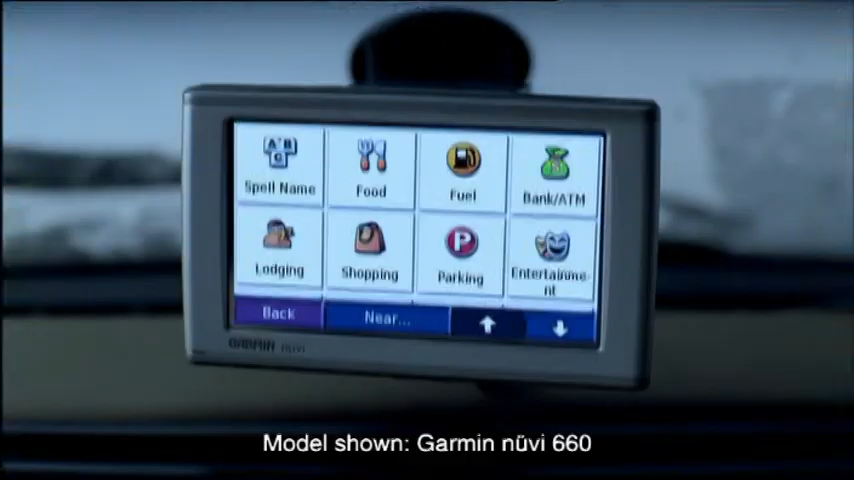 A B C
Spell Name
Food
Fuel
Bank/ATM
Lodging
Shopping
P
Parking
Entertainme-
nt
Back
Near...
GARMIN nüvi
Model shown: Garmin nüvi 660